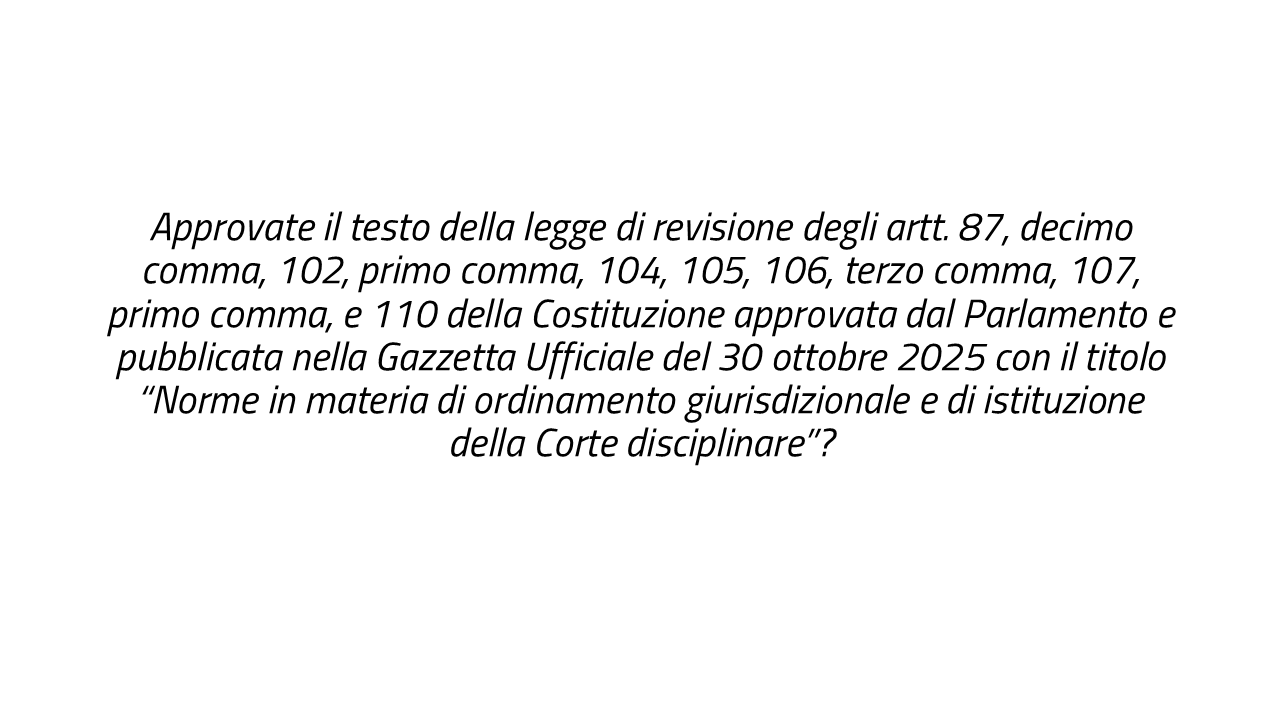 Approvate il testo della legge di revisione degli artt. 87, decimo
comma, 102, primo comma, 104, 105, 106, terzo comma, 107,
primo comma, e 110 della Costituzione approvata dal Parlamento e
pubblicata nella Gazzetta Ufficiale del 30 ottobre 2025 con il titolo
“Norme in materia di ordinamento giurisdizionale e di istituzione
della Corte disciplinare”?